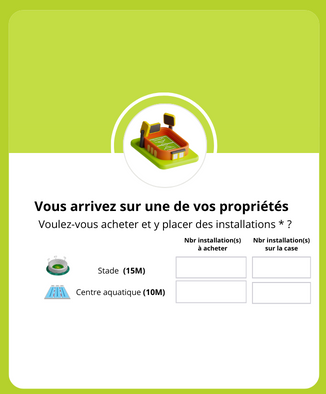 Vous arrivez sur une de vos propriétés
Voulez-vous acheter et y placer des installations * ?
Nbr installation(s) à acheter
Nbr installation(s) sur la case
Stade (15M)
Centre aquatique (10M)